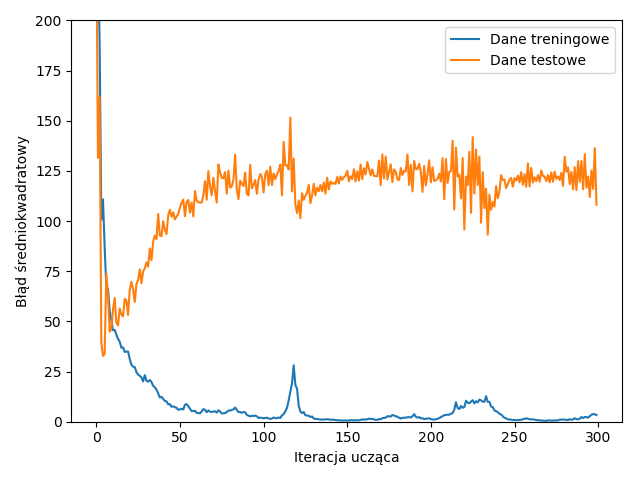 200
175
150
125
100
75
50
25
0
Błąd średniokwadratowy
Dane treningowe
Dane testowe
0 50 100 150 200 250 300
Iteracja ucząca